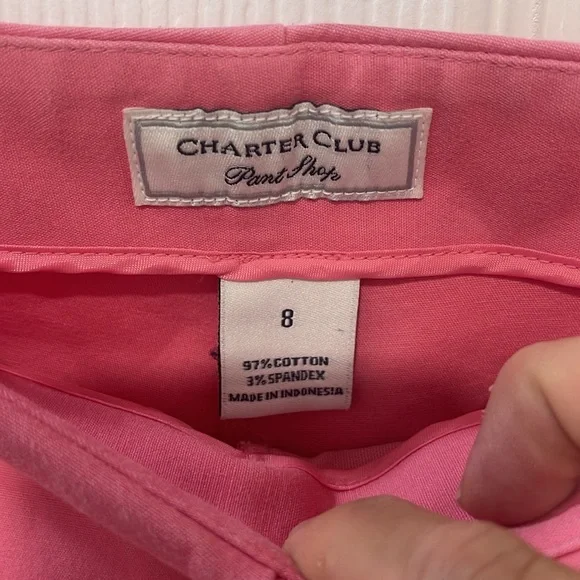 CHARTER CLUB
Pant Shop
8
97% COTTON
3% SPANDEX
MADE IN INDONESIA